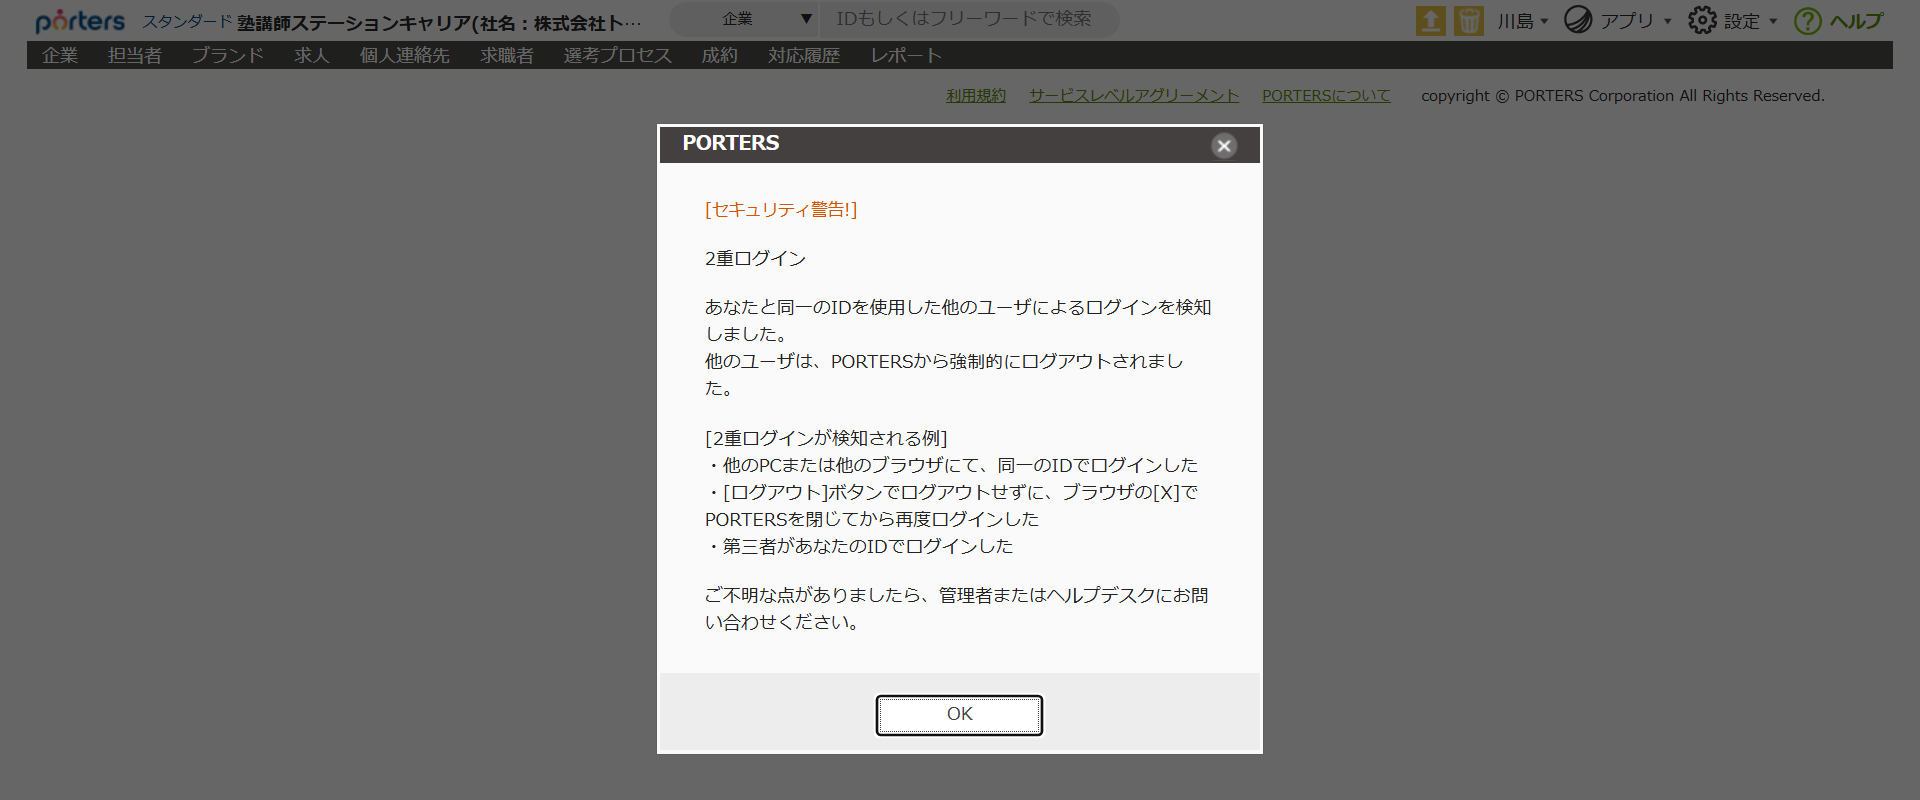 porters スタンダード 塾講師ステーションキャリア(社名：株式会社ト… 企業 ▼ IDもしくはフリーワードで検索 川島 アプリ 設定 ヘルプ
企業 担当者 ブランド 求人 個人連絡先 求職者 選考プロセス 成約 対応履歴 レポート
利用規約 サービスレベルアグリーメント PORTERSについて copyright © PORTERS Corporation All Rights Reserved.
PORTERS
[セキュリティ警告!]
2重ログイン
あなたと同一のIDを使用した他のユーザによるログインを検知
しました。
他のユーザは、PORTERSから強制的にログアウトされまし
た。
[2重ログインが検知される例]
・他のPCまたは他のブラウザにて、同一のIDでログインした
・[ログアウト]ボタンでログアウトせずに、ブラウザの[X]で
PORTERSを閉じてから再度ログインした
・第三者があなたのIDでログインした
ご不明な点がありましたら、管理者またはヘルプデスクにお問
い合わせください。
OK